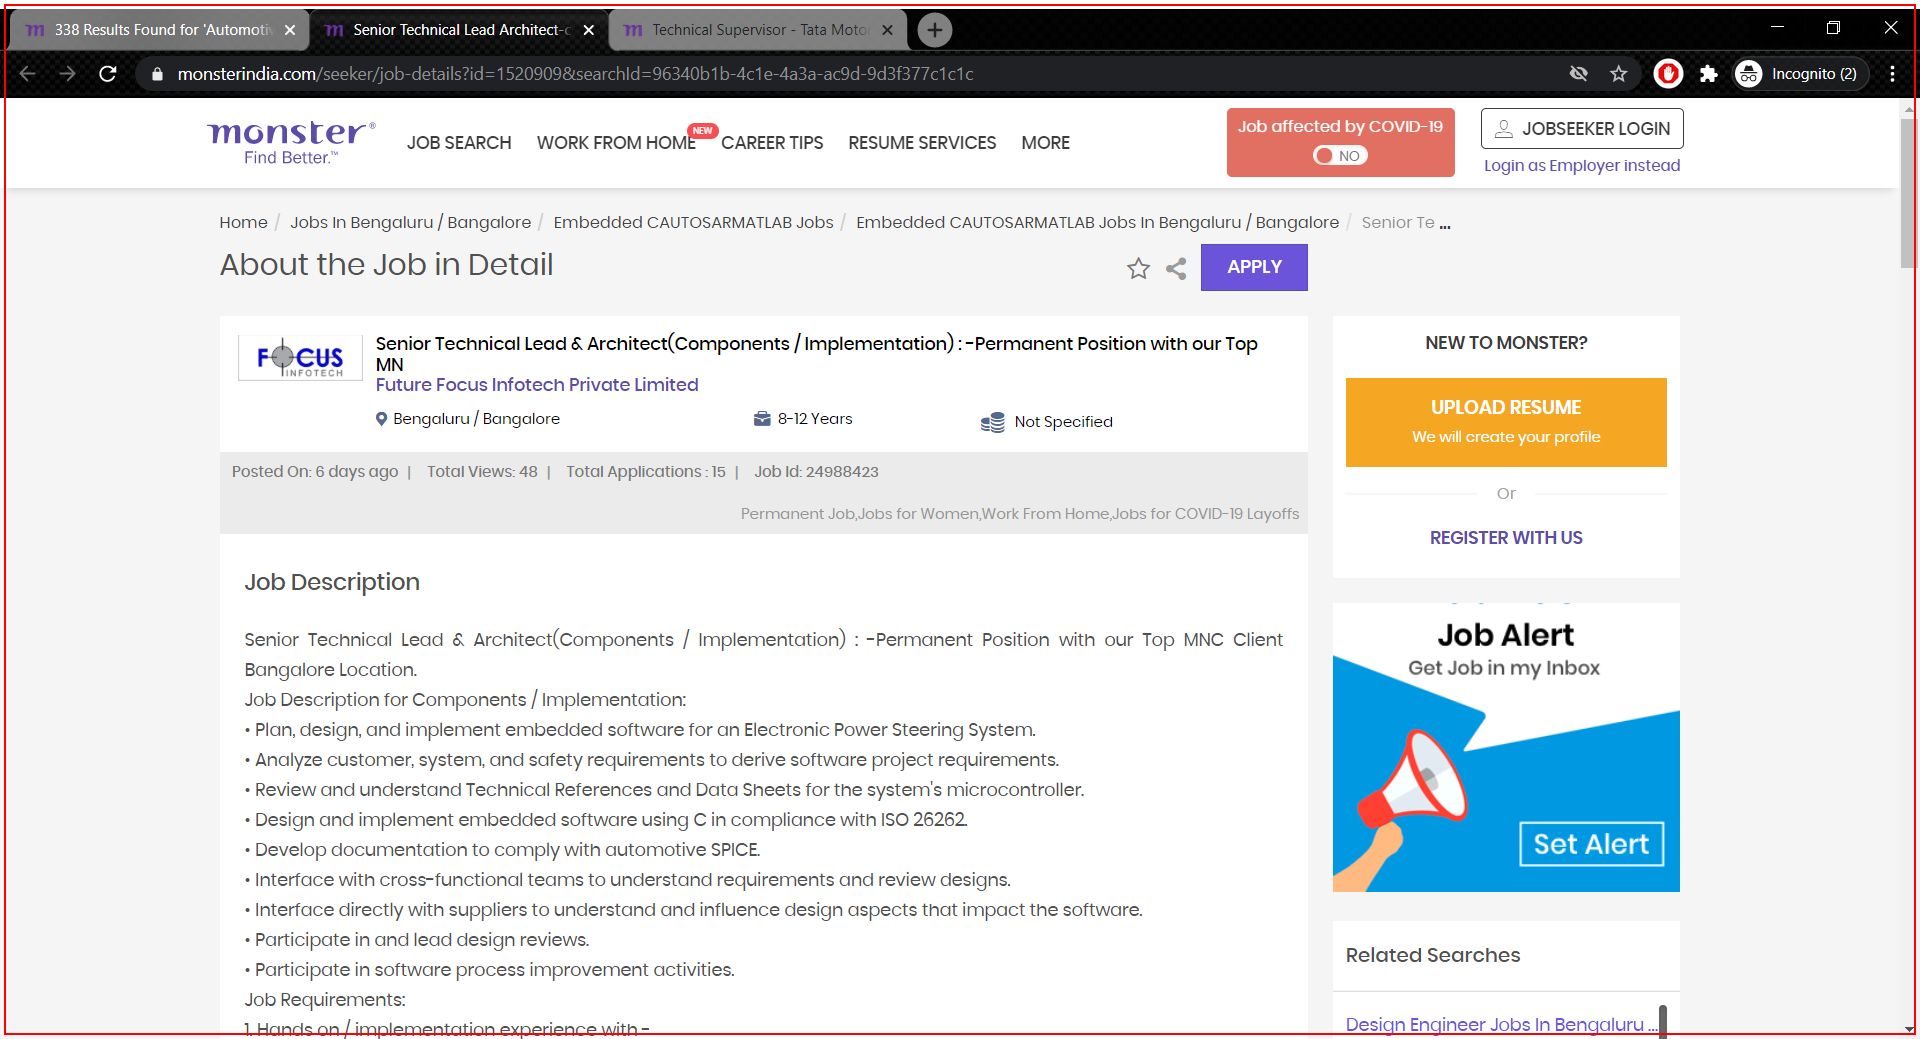 338 Results Found for 'Automotiv
Senior Technical Lead Architect-c
Technical Supervisor - Tata Motor
monsterindia.com/seeker/job-details?id=1520909&searchId=96340b1b-4c1e-4a3a-ac9d-9d3f377c1c1c
Incognito (2)
monster®
Find Better.™
JOB SEARCH
WORK FROM HOME
NEW
CAREER TIPS
RESUME SERVICES
MORE
Job affected by COVID-19
NO
JOBSEEKER LOGIN
Login as Employer instead
Home / Jobs In Bengaluru / Bangalore / Embedded CAUTOSARMATLAB Jobs / Embedded CAUTOSARMATLAB Jobs In Bengaluru / Bangalore / Senior Te ...
About the Job in Detail
APPLY
FOCUS
INFOTECH
Senior Technical Lead & Architect(Components / Implementation) : -Permanent Position with our Top
MN
Future Focus Infotech Private Limited
Bengaluru / Bangalore
8-12 Years
Not Specified
Posted On: 6 days ago | Total Views: 48 | Total Applications : 15 | Job Id: 24988423
Permanent Job,Jobs for Women,Work From Home,Jobs for COVID-19 Layoffs
Job Description
Senior Technical Lead & Architect(Components / Implementation) : -Permanent Position with our Top MNC Client
Bangalore Location.
Job Description for Components / Implementation:
• Plan, design, and implement embedded software for an Electronic Power Steering System.
• Analyze customer, system, and safety requirements to derive software project requirements.
• Review and understand Technical References and Data Sheets for the system's microcontroller.
• Design and implement embedded software using C in compliance with ISO 26262.
• Develop documentation to comply with automotive SPICE.
• Interface with cross-functional teams to understand requirements and review designs.
• Interface directly with suppliers to understand and influence design aspects that impact the software.
• Participate in and lead design reviews.
• Participate in software process improvement activities.
Job Requirements:
1. Hands on / implementation experience with -
NEW TO MONSTER?
UPLOAD RESUME
We will create your profile
Or
REGISTER WITH US
Job Alert
Get Job in my Inbox
Set Alert
Related Searches
Design Engineer Jobs In Bengaluru ...